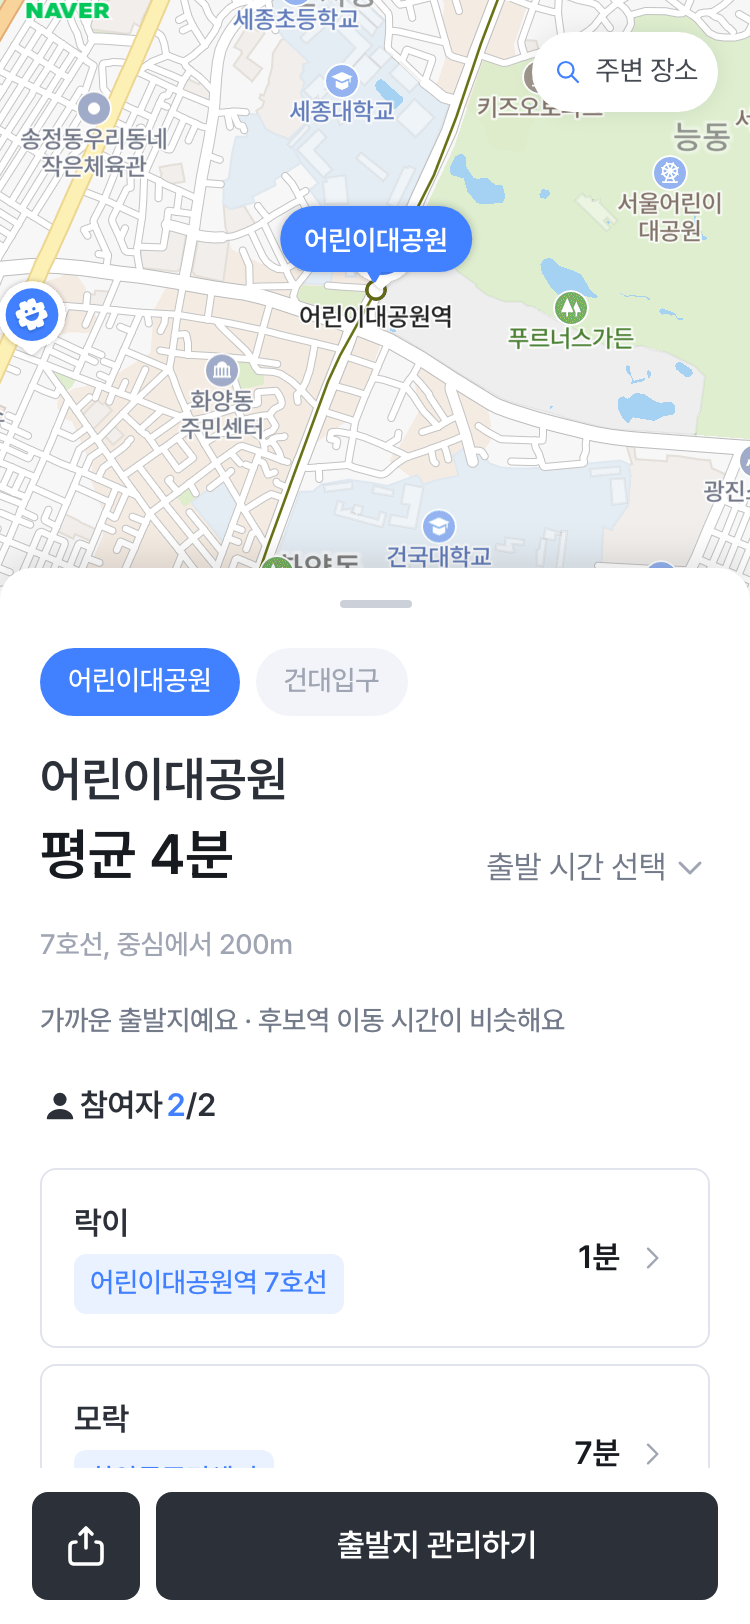 NAVER
세종초등학교
주변 장소
세종대학교
송정동우리동네
작은체육관
능동
서울어린이
대공원
어린이대공원
어린이대공원역
푸르너스가든
화양동
주민센터
건국대학교
어린이대공원
건대입구
어린이대공원
평균 4분
출발 시간 선택
7호선, 중심에서 200m
가까운 출발지예요 · 후보역 이동 시간이 비슷해요
참여자 2/2
락이
1분
어린이대공원역 7호선
모락
7분
출발지 관리하기